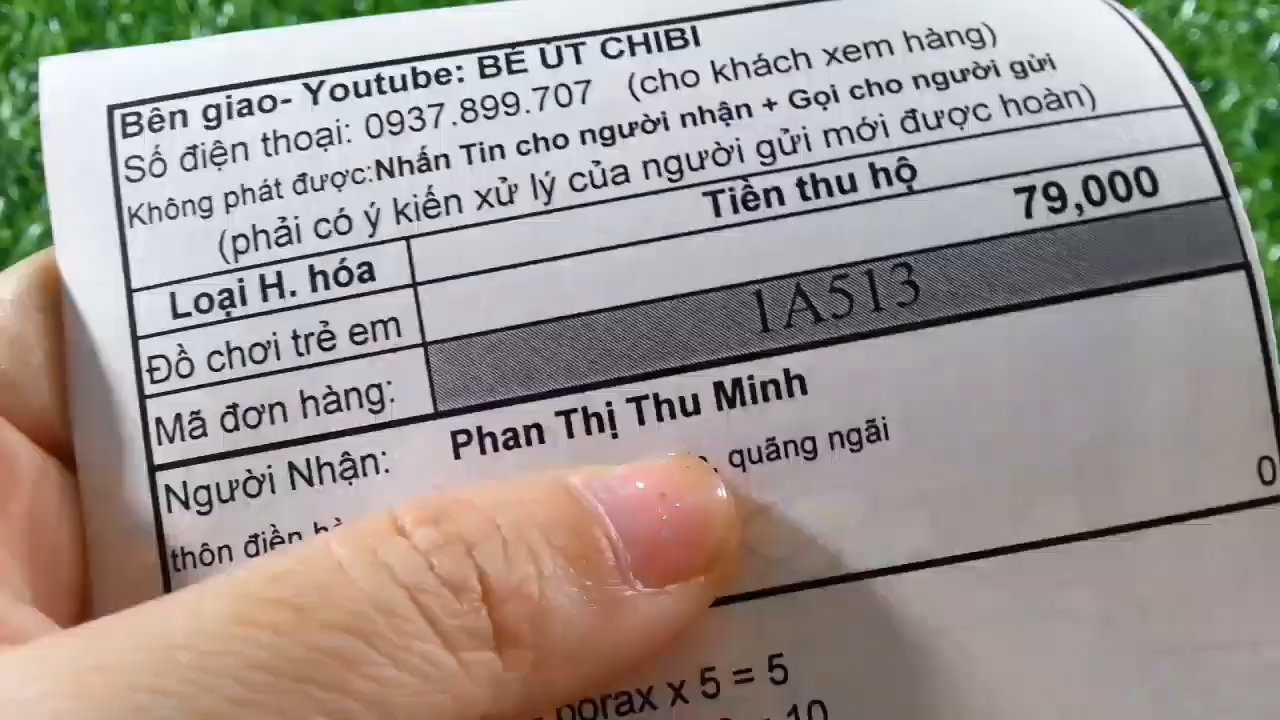 Bên giao- Youtube: BÉ ÚT CHIBI
Số điện thoại: 0937.899.707 (cho khách xem hàng)
Không phát được:Nhắn Tin cho người nhận + Gọi cho người gửi
(phải có ý kiến xử lý của người gửi mới được hoàn)
Loại H. hóa Tiền thu hộ
Đồ chơi trẻ em 79,000
Mã đơn hàng: 1A513
Người Nhận: Phan Thị Thu Minh
thôn điền , quãng ngãi
0
borax x 5 = 5
= 10